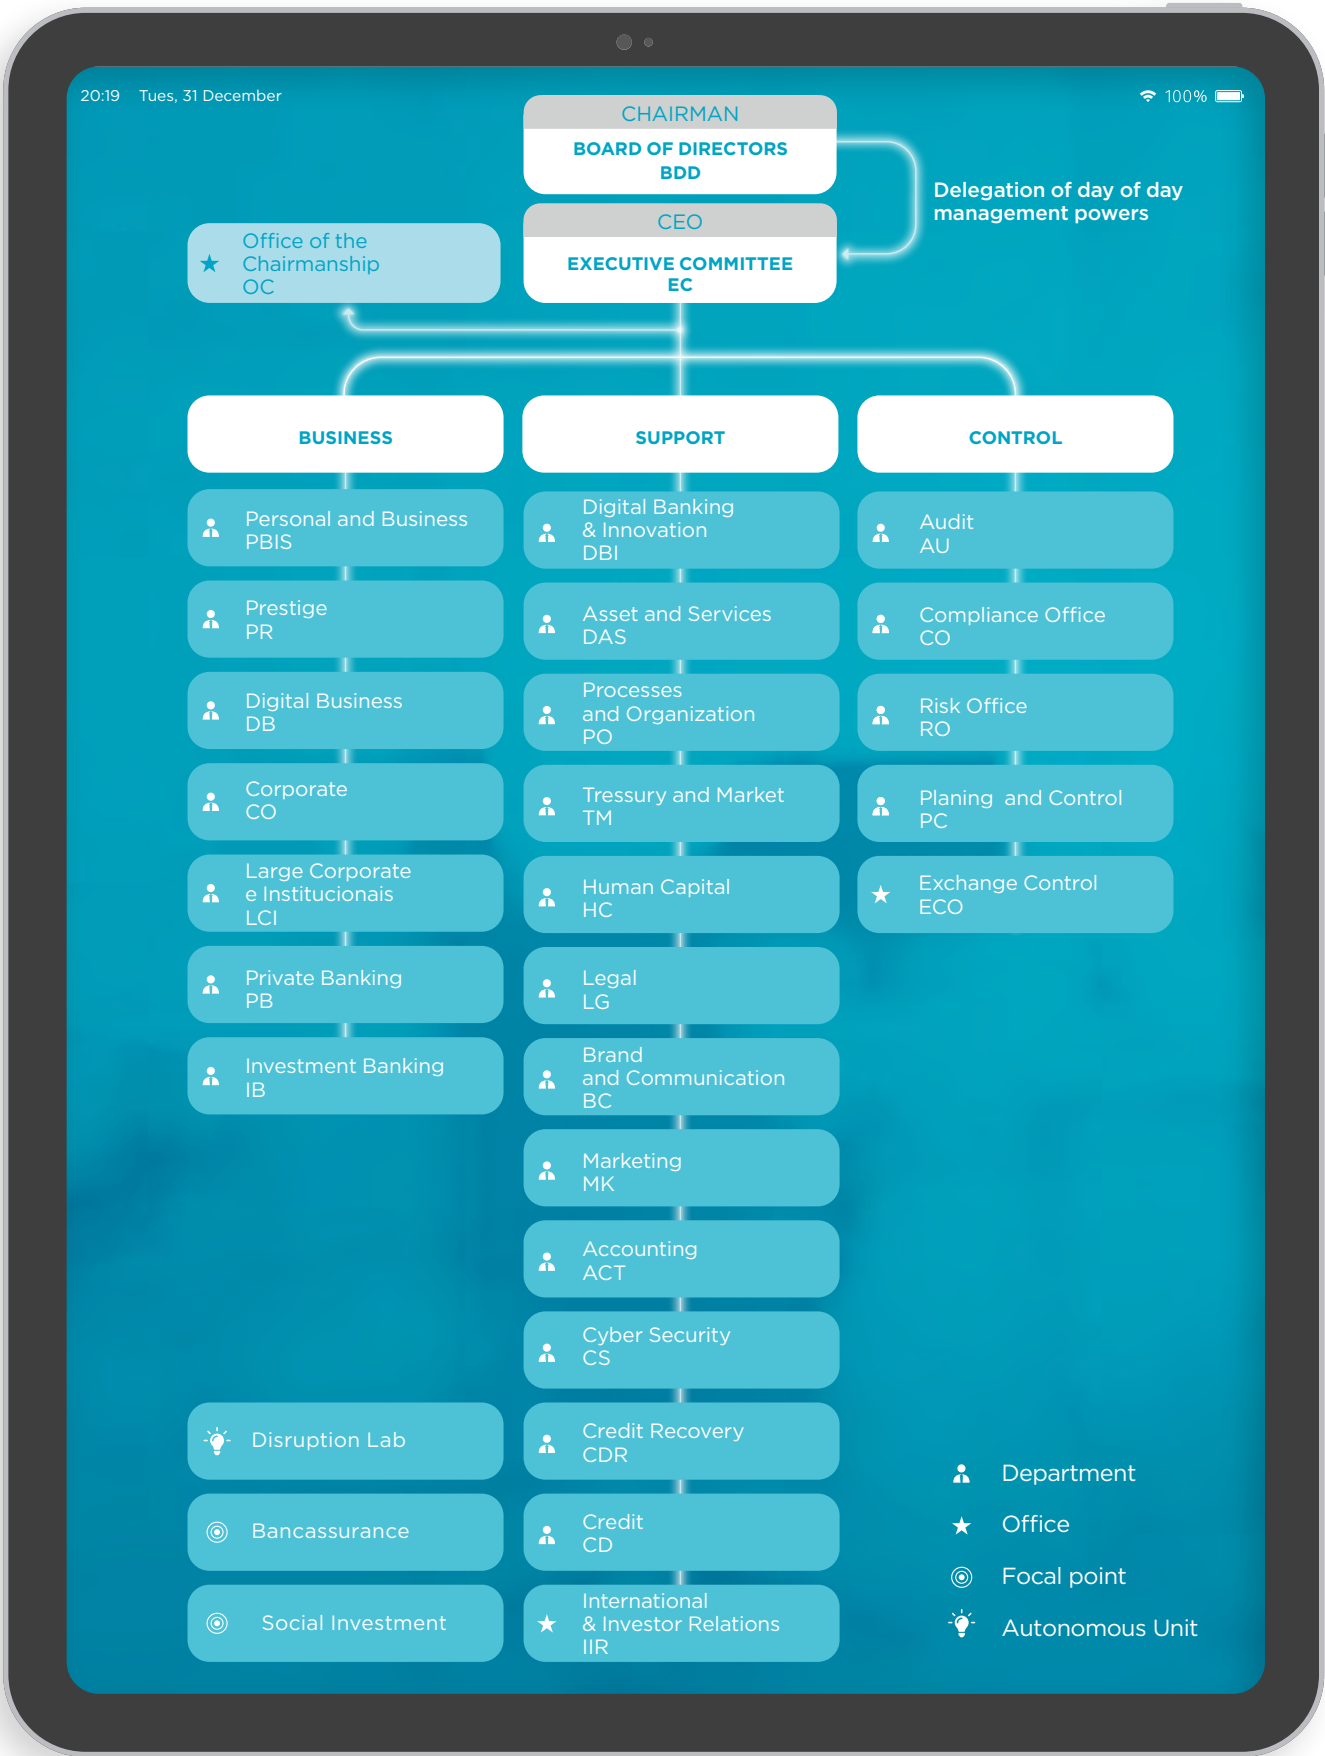 20:19 Tues, 31 December
100%
CHAIRMAN
BOARD OF DIRECTORS
BDD
Delegation of day of day
management powers
CEO
EXECUTIVE COMMITTEE
EC
Office of the
Chairmanship
OC
BUSINESS
SUPPORT
CONTROL
Personal and Business
PBIS
Prestige
PR
Digital Business
DB
Corporate
CO
Large Corporate
e Institucionais
LCI
Private Banking
PB
Investment Banking
IB
Digital Banking
& Innovation
DBI
Asset and Services
DAS
Processes
and Organization
PO
Tressury and Market
TM
Human Capital
HC
Legal
LG
Brand
and Communication
BC
Marketing
MK
Accounting
ACT
Cyber Security
CS
Credit Recovery
CDR
Credit
CD
International
& Investor Relations
IIR
Audit
AU
Compliance Office
CO
Risk Office
RO
Planing and Control
PC
Exchange Control
ECO
Disruption Lab
Bancassurance
Social Investment
Department
Office
Focal point
Autonomous Unit